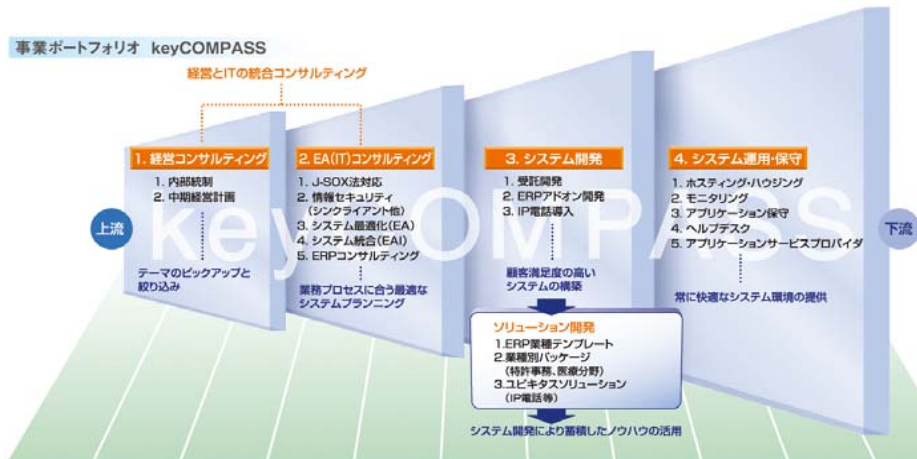 事業ポートフォリオ keyCOMPASS
経営とITの統合コンサルティング
keyCOMPASS
上流
1. 経営コンサルティング
1. 内部統制
2. 中期経営計画
テーマのピックアップと
絞り込み
2. EA(IT)コンサルティング
1. J-SOX法対応
2. 情報セキュリティ
(シンクライアント他)
3. システム最適化(EA)
4. システム統合(EAI)
5. ERPコンサルティング
業務プロセスに合う最適な
システムプランニング
3. システム開発
1. 受託開発
2. ERPアドオン開発
3. IP電話導入
顧客満足度の高い
システムの構築
ソリューション開発
1.ERP業種テンプレート
2.業種別パッケージ
(特許事務、医療分野)
3.ユビキタスソリューション
(IP電話等)
システム開発により蓄積したノウハウの活用
4. システム運用・保守
1. ホスティング・ハウジング
2. モニタリング
3. アプリケーション保守
4. ヘルプデスク
5. アプリケーションサービスプロバイダ
常に快適なシステム環境の提供
下流